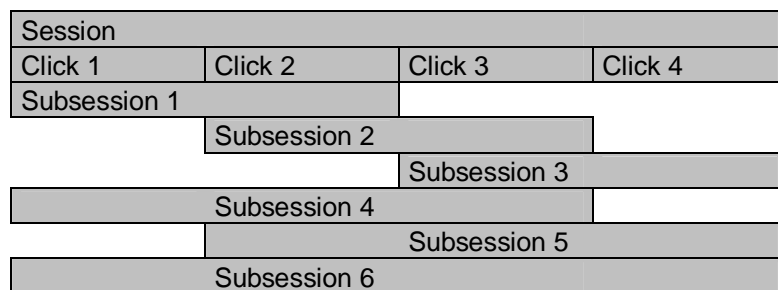 Session
Click 1 Click 2 Click 3 Click 4
Subsession 1
Subsession 2
Subsession 3
Subsession 4
Subsession 5
Subsession 6